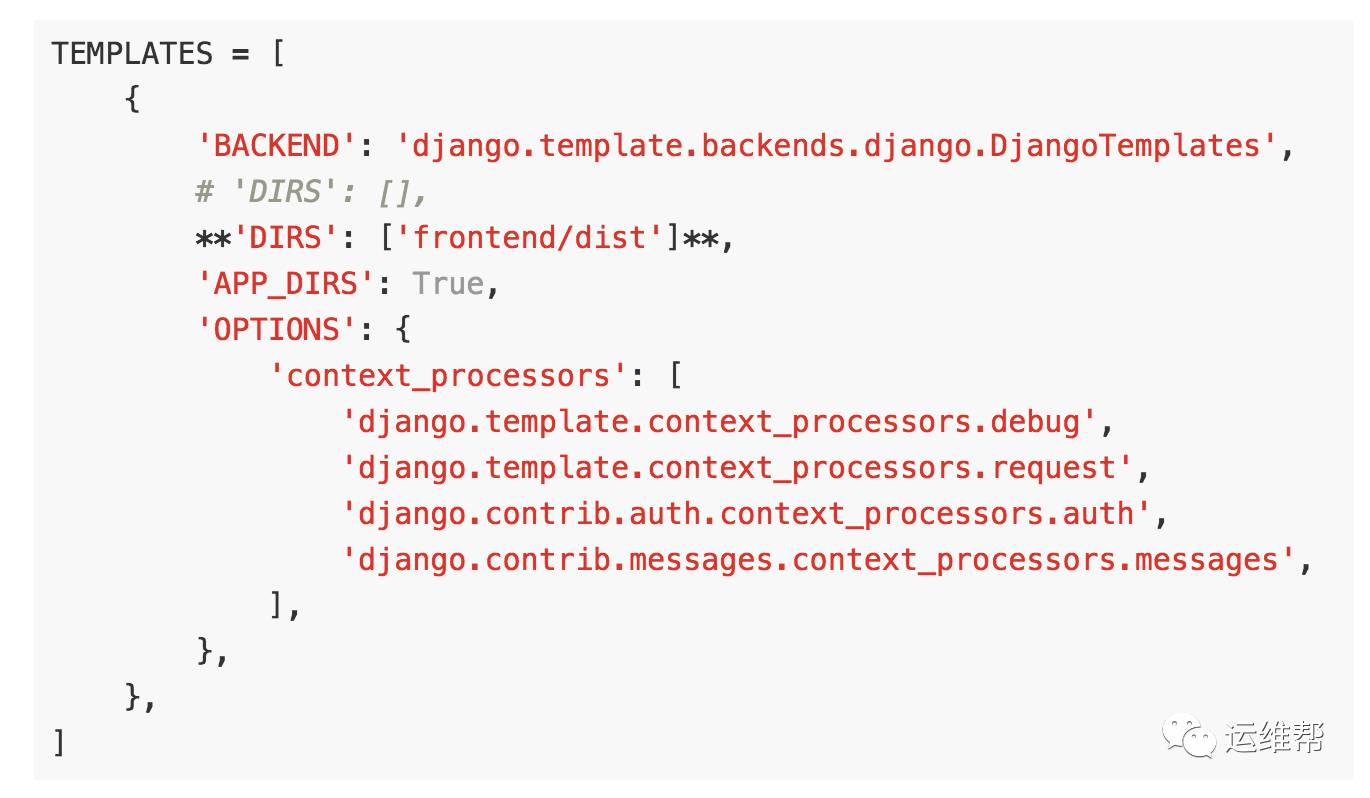 TEMPLATES = [
    {
        'BACKEND': 'django.template.backends.django.DjangoTemplates',
        # 'DIRS': [],
        **'DIRS': ['frontend/dist']**,
        'APP_DIRS': True,
        'OPTIONS': {
            'context_processors': [
                'django.template.context_processors.debug',
                'django.template.context_processors.request',
                'django.contrib.auth.context_processors.auth',
                'django.contrib.messages.context_processors.messages',
            ],
        },
    },
]
运维帮